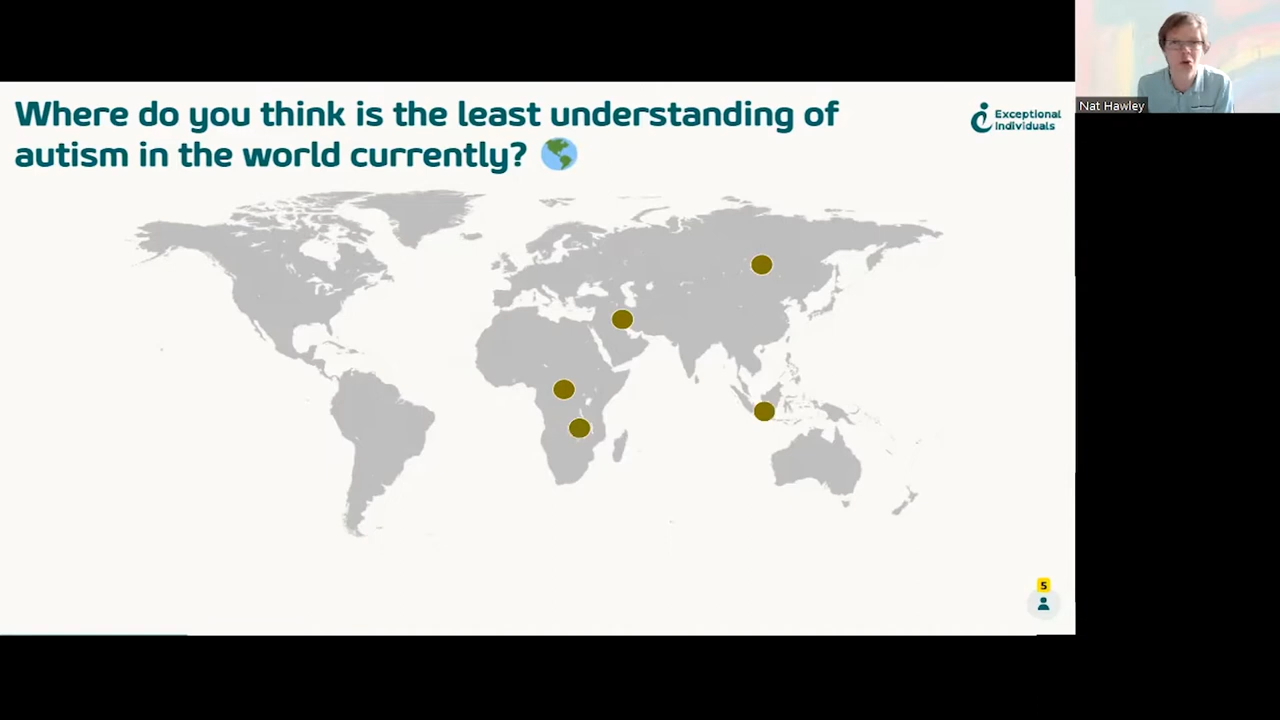 Where do you think is the least understanding of
autism in the world currently?
Exceptional
Individuals
Nat Hawley
5